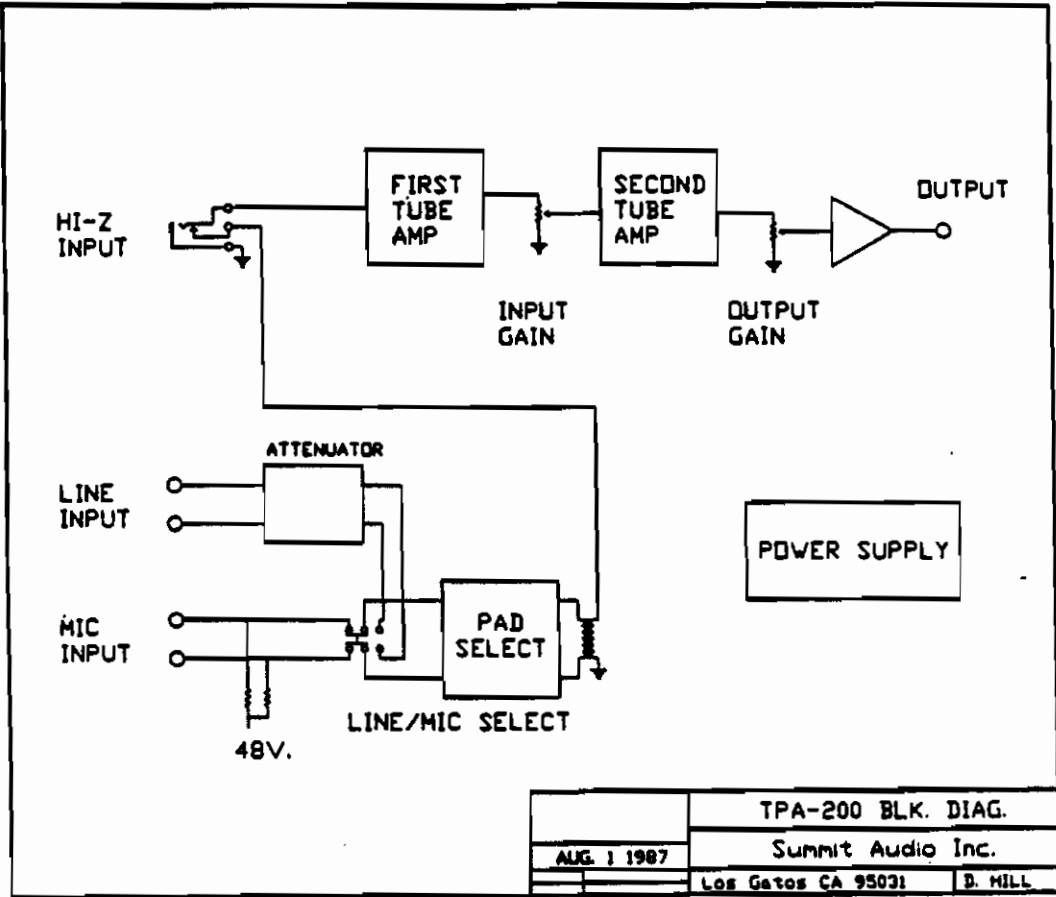 FIRST
TUBE
AMP
SECOND
TUBE
AMP
OUTPUT
HI-Z
INPUT
INPUT
GAIN
OUTPUT
GAIN
ATTENUATOR
LINE
INPUT
POWER SUPPLY
MIC
INPUT
PAD
SELECT
LINE/MIC SELECT
48V.
TPA-200 BLK. DIAG.
AUG. 1 1987
Summit Audio Inc.
Los Gatos CA 95031
D. HILL